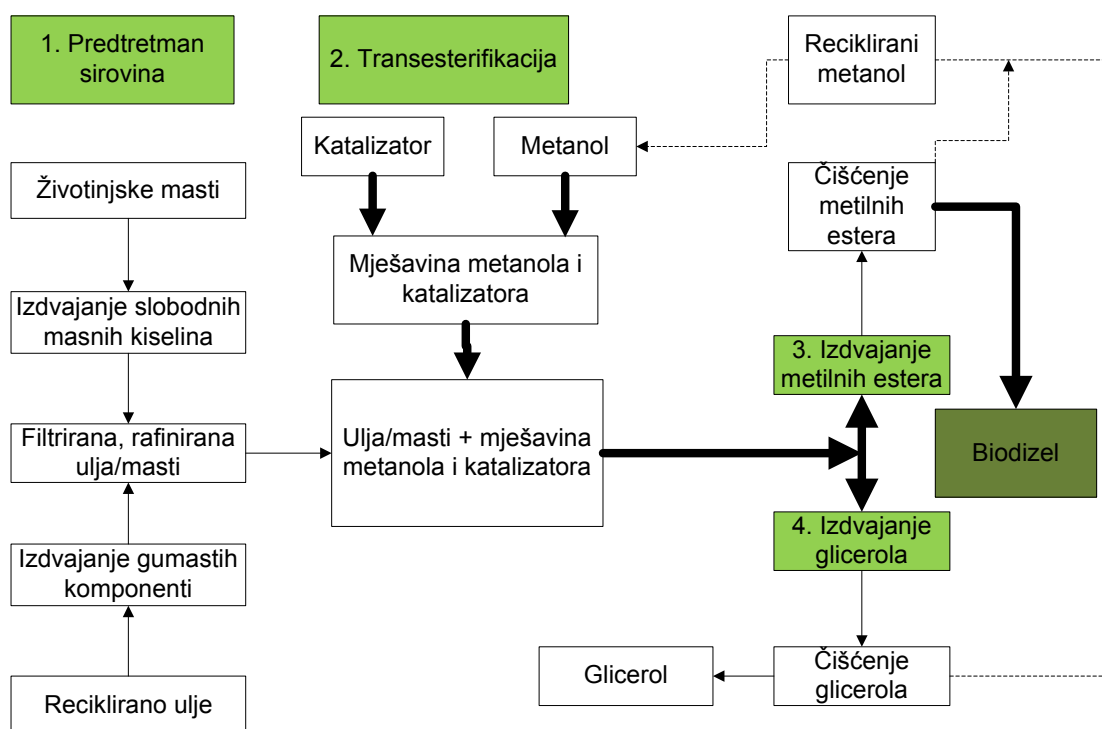 1. Predtretman
sirovina
2. Transesterifikacija
Reciklirani
metanol
Katalizator
Metanol
Životinjske masti
Čišćenje
metilnih
estera
Mješavina metanola i
katalizatora
Izdvajanje slobodnih
masnih kiselina
3. Izdvajanje
metilnih estera
Filtrirana, rafinirana
ulja/masti
Ulja/masti + mješavina
metanola i katalizatora
Biodizel
4. Izdvajanje
glicerola
Izdvajanje gumastih
komponenti
Glicerol
Čišćenje
glicerola
Reciklirano ulje